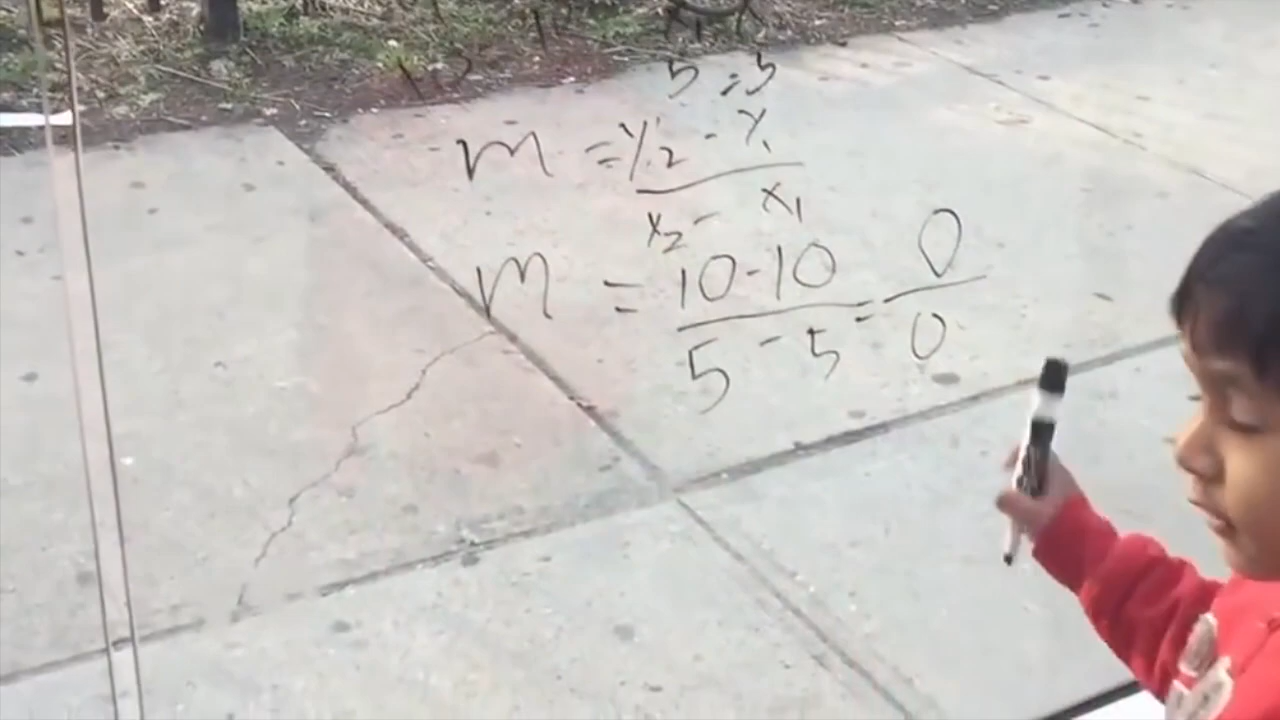 5 = 5
m = y₂ - y₁
x₂ - x₁
m = 10-10 = 0
5 - 5 0